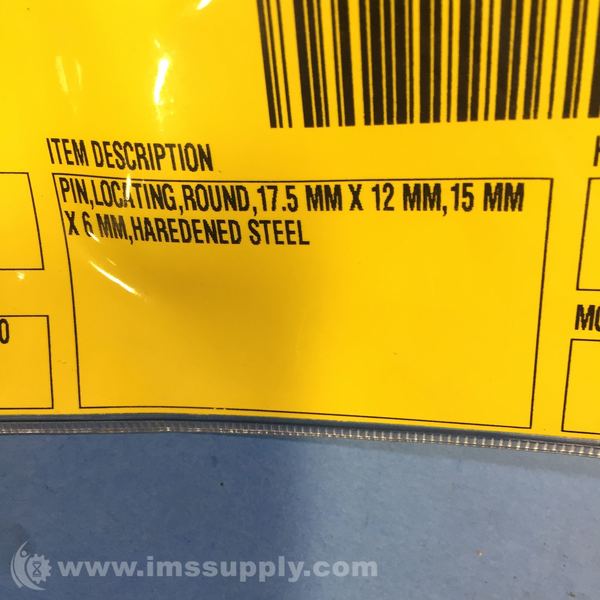 ITEM DESCRIPTION
PIN,LOCATING,ROUND,17.5 MM X 12 MM,15 MM
X 6 MM,HAREDENED STEEL
www.imssupply.com